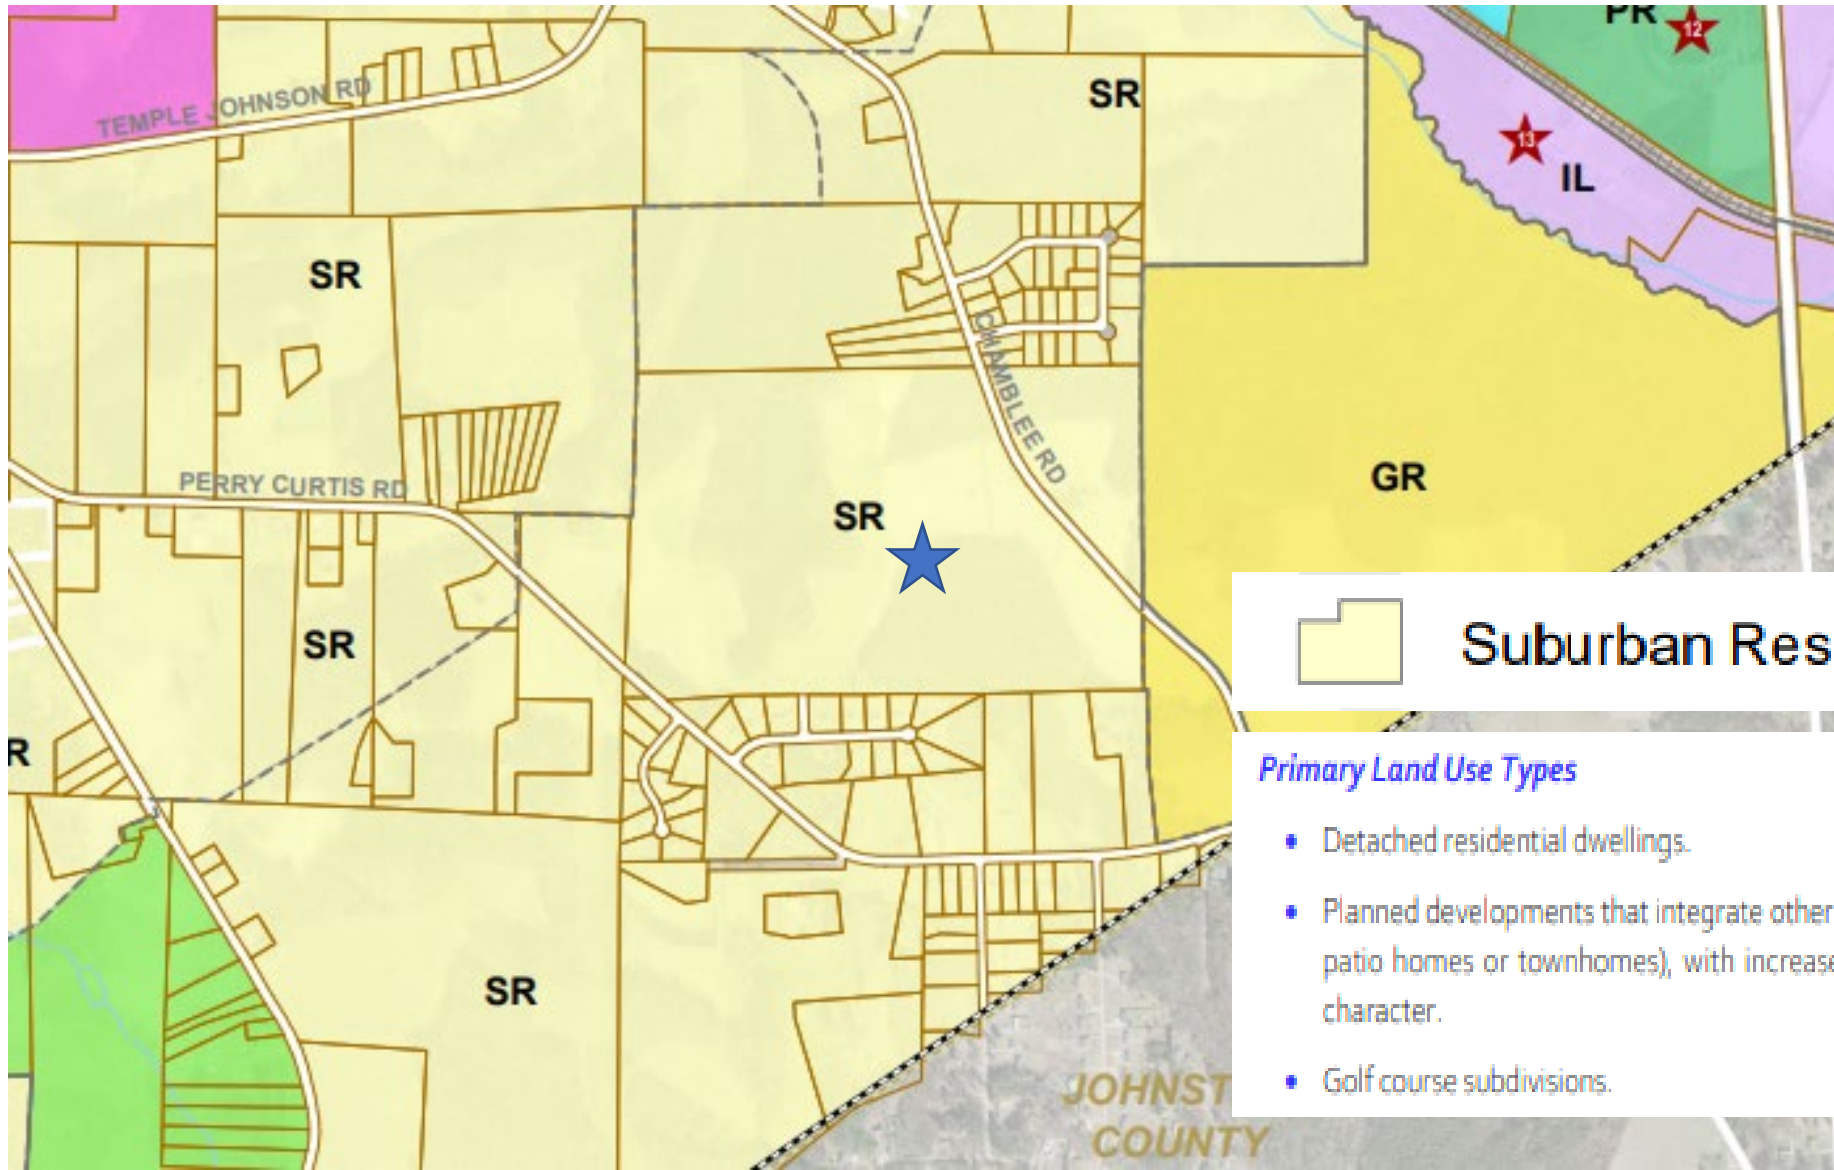 PR
12
SR
TEMPLE JOHNSON RD
13
IL
SR
CHAMBLEE RD
GR
PERRY CURTIS RD
SR
SR
Suburban Res
R
Primary Land Use Types
• Detached residential dwellings.
• Planned developments that integrate other
patio homes or townhomes), with increase
character.
SR
• Golf course subdivisions.
JOHNST
COUNTY